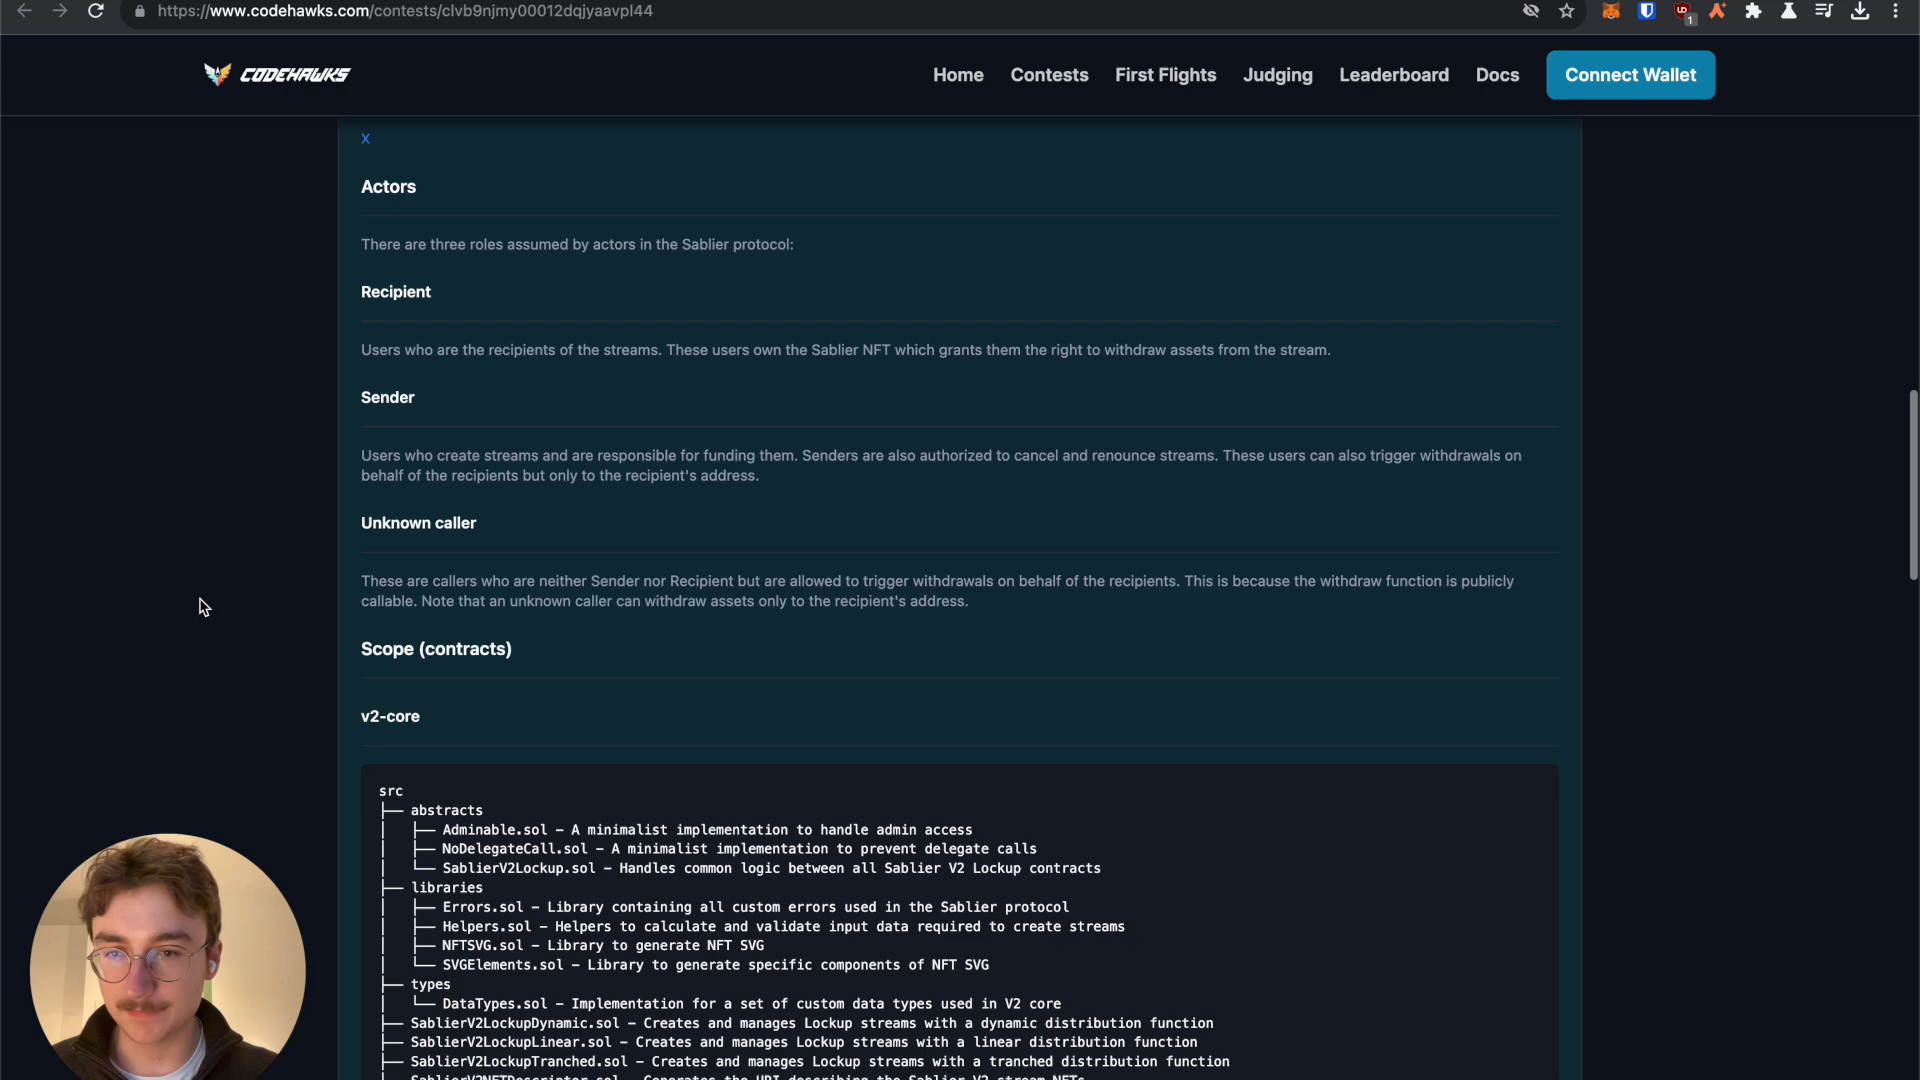 https://www.codehawks.com/contests/clvb9njmy00012dqjyaavpl44
1
CODEHAWKS
Home
Contests
First Flights
Judging
Leaderboard
Docs
Connect Wallet
X
Actors
There are three roles assumed by actors in the Sablier protocol:
Recipient
Users who are the recipients of the streams. These users own the Sablier NFT which grants them the right to withdraw assets from the stream.
Sender
Users who create streams and are responsible for funding them. Senders are also authorized to cancel and renounce streams. These users can also trigger withdrawals on
behalf of the recipients but only to the recipient's address.
Unknown caller
These are callers who are neither Sender nor Recipient but are allowed to trigger withdrawals on behalf of the recipients. This is because the withdraw function is publicly
callable. Note that an unknown caller can withdraw assets only to the recipient's address.
Scope (contracts)
v2-core
src
├── abstracts
│   ├── Adminable.sol – A minimalist implementation to handle admin access
│   ├── NoDelegateCall.sol – A minimalist implementation to prevent delegate calls
│   └── SablierV2Lockup.sol – Handles common logic between all Sablier V2 Lockup contracts
├── libraries
│   ├── Errors.sol – Library containing all custom errors used in the Sablier protocol
│   ├── Helpers.sol – Helpers to calculate and validate input data required to create streams
│   ├── NFTSVG.sol – Library to generate NFT SVG
│   └── SVGElements.sol – Library to generate specific components of NFT SVG
├── types
│   └── DataTypes.sol – Implementation for a set of custom data types used in V2 core
├── SablierV2LockupDynamic.sol – Creates and manages Lockup streams with a dynamic distribution function
├── SablierV2LockupLinear.sol – Creates and manages Lockup streams with a linear distribution function
├── SablierV2LockupTranched.sol – Creates and manages Lockup streams with a tranched distribution function
├── SablierV2NFTDescriptor.sol – Generates the URI describing the Sablier V2 stream NFTs